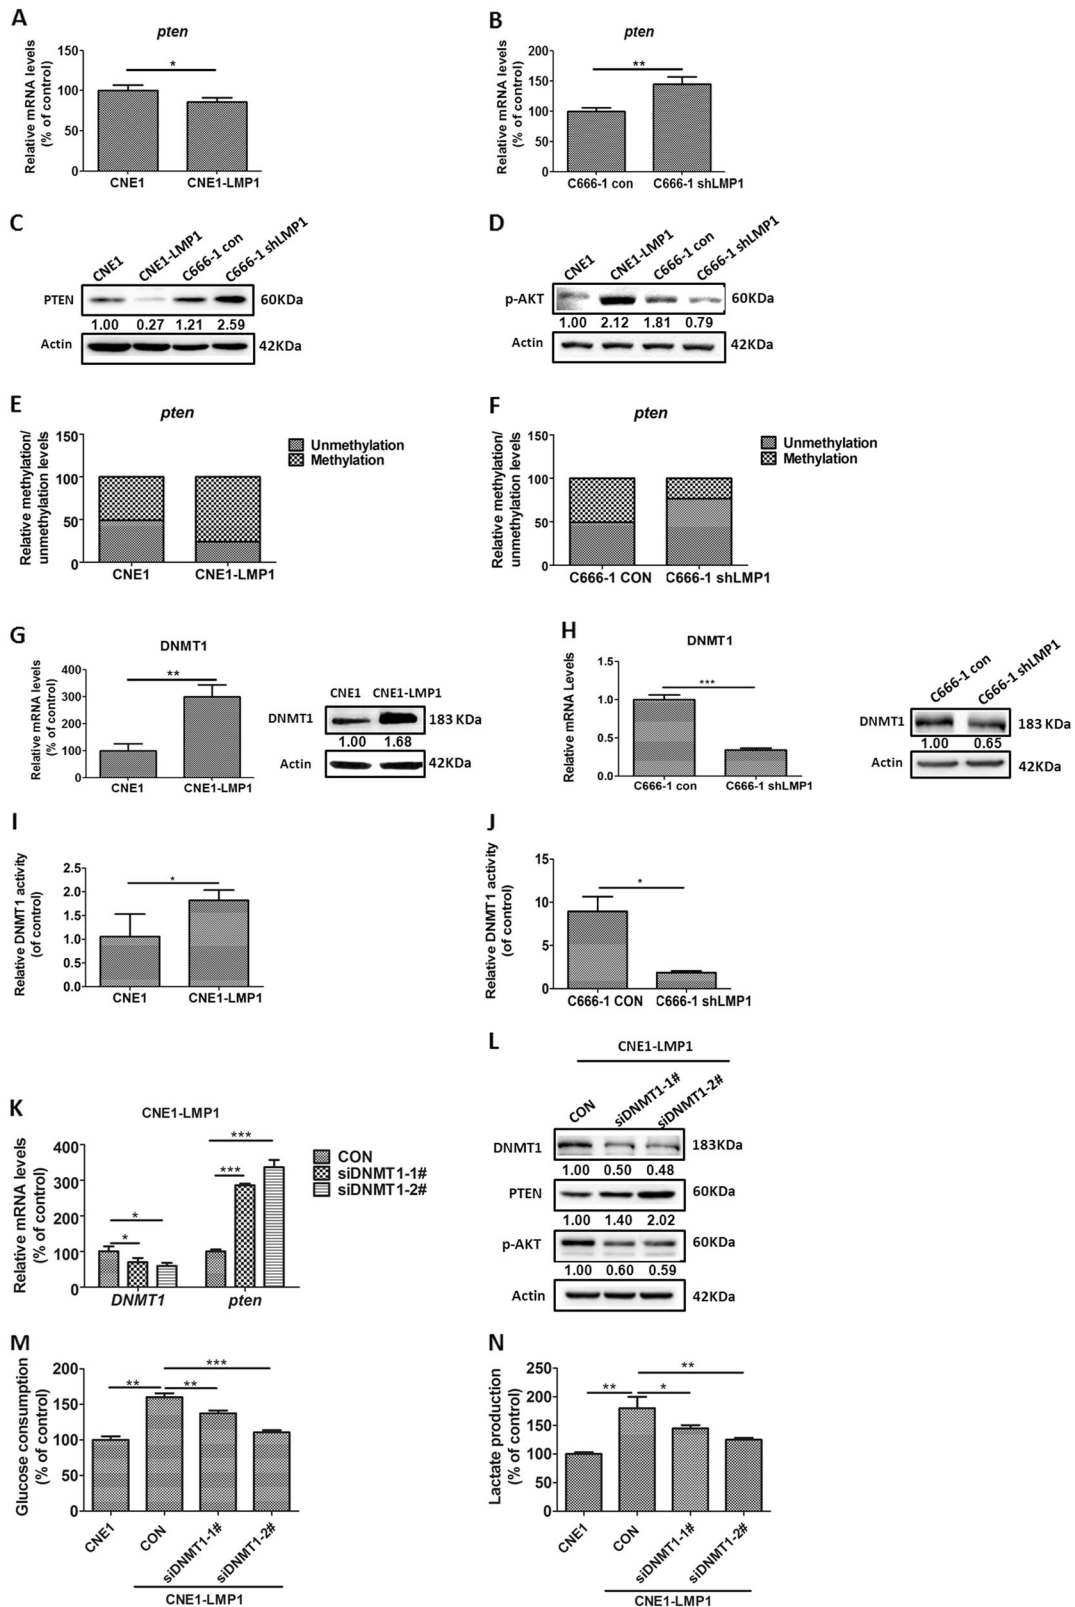 A
pten
Relative mRNA levels
(% of control)
150
100
50
0
*
CNE1
CNE1-LMP1
B
pten
Relative mRNA levels
(% of control)
200
150
100
50
0
**
C666-1 con
C666-1 shLMP1
C
CNE1
CNE1-LMP1
C666-1 con
C666-1 shLMP1
PTEN
60KDa
1.00 0.27 1.21 2.59
Actin
42KDa
D
CNE1
CNE1-LMP1
C666-1 con
C666-1 shLMP1
p-AKT
60KDa
1.00 2.12 1.81 0.79
Actin
42KDa
E
pten
Relative methylation/
unmethylation levels
150
100
50
0
CNE1
CNE1-LMP1
Unmethylation
Methylation
F
pten
Relative methylation/
unmethylation levels
150
100
50
0
C666-1 CON
C666-1 shLMP1
Unmethylation
Methylation
G
DNMT1
Relative mRNA levels
(% of control)
400
300
200
100
0
**
CNE1
CNE1-LMP1
CNE1 CNE1-LMP1
DNMT1
183 KDa
1.00 1.68
Actin
42KDa
H
DNMT1
Relative mRNA Levels
1.5
1.0
0.5
0.0
***
C666-1 con
C666-1 shLMP1
C666-1 con
C666-1 shLMP1
DNMT1
183KDa
1.00 0.65
Actin
42KDa
I
Relative DNMT1 activity
(of control)
2.5
2.0
1.5
1.0
0.5
0.0
*
CNE1
CNE1-LMP1
J
Relative DNMT1 activity
(of control)
15
10
5
0
*
C666-1 CON
C666-1 shLMP1
K
CNE1-LMP1
Relative mRNA levels
(% of control)
400
300
200
100
0
*
*
***
***
DNMT1
pten
CON
siDNMT1-1#
siDNMT1-2#
L
CNE1-LMP1
CON
siDNMT1-1#
siDNMT1-2#
DNMT1
183KDa
1.00 0.50 0.48
PTEN
60KDa
1.00 1.40 2.02
p-AKT
60KDa
1.00 0.60 0.59
Actin
42KDa
M
Glucose consumption
(% of control)
200
150
100
50
0
***
** **
CNE1
CON
siDNMT1-1#
siDNMT1-2#
CNE1-LMP1
N
Lactate production
(% of control)
250
200
150
100
50
0
**
** *
CNE1
CON
siDNMT1-1#
siDNMT1-2#
CNE1-LMP1